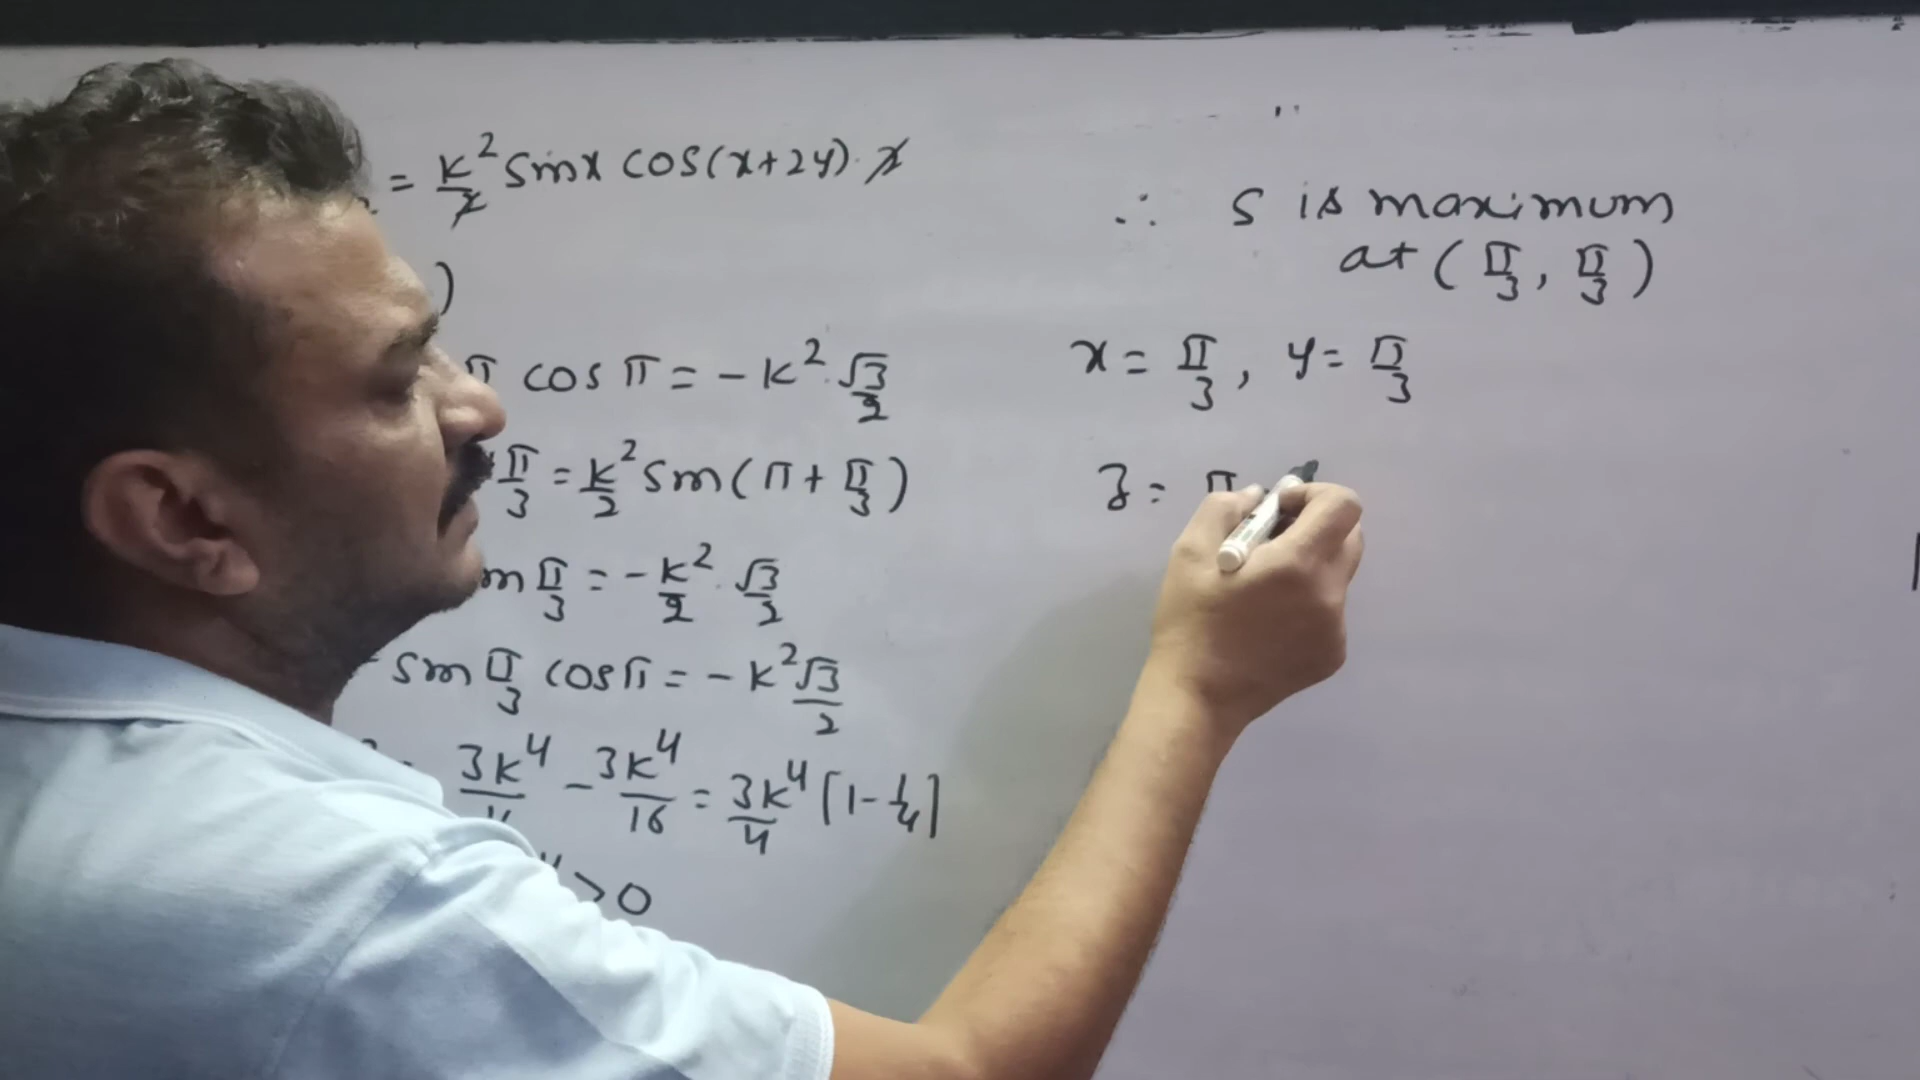 = k²/2 sinx cos(x+2y)·2
)
π cos π = - k²·√3/2
π/3 = k²/2 sin(π + π/3)
in π/3 = - k²/2 · √3/2
sin π/3 cos π = - k² √3/2
3k⁴/4 - 3k⁴/16 = 3k⁴/4 [1 - 1/4]
> 0
∴ S is maximum
at (π/3, π/3)
x = π/3, y = π/3
z = π